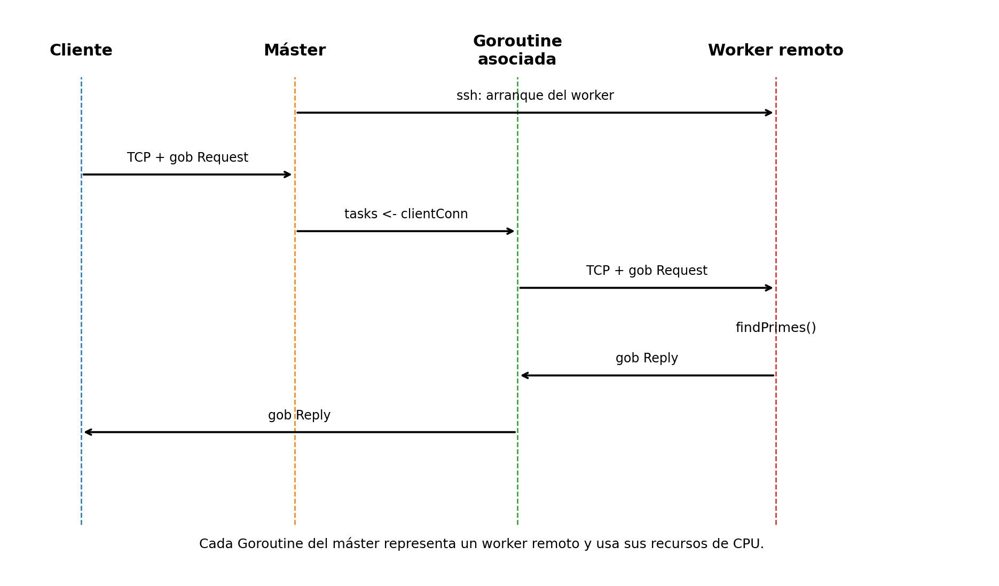 Cliente
Máster
Goroutine
asociada
Worker remoto
ssh: arranque del worker
TCP + gob Request
tasks <- clientConn
TCP + gob Request
findPrimes()
gob Reply
gob Reply
Cada Goroutine del máster representa un worker remoto y usa sus recursos de CPU.